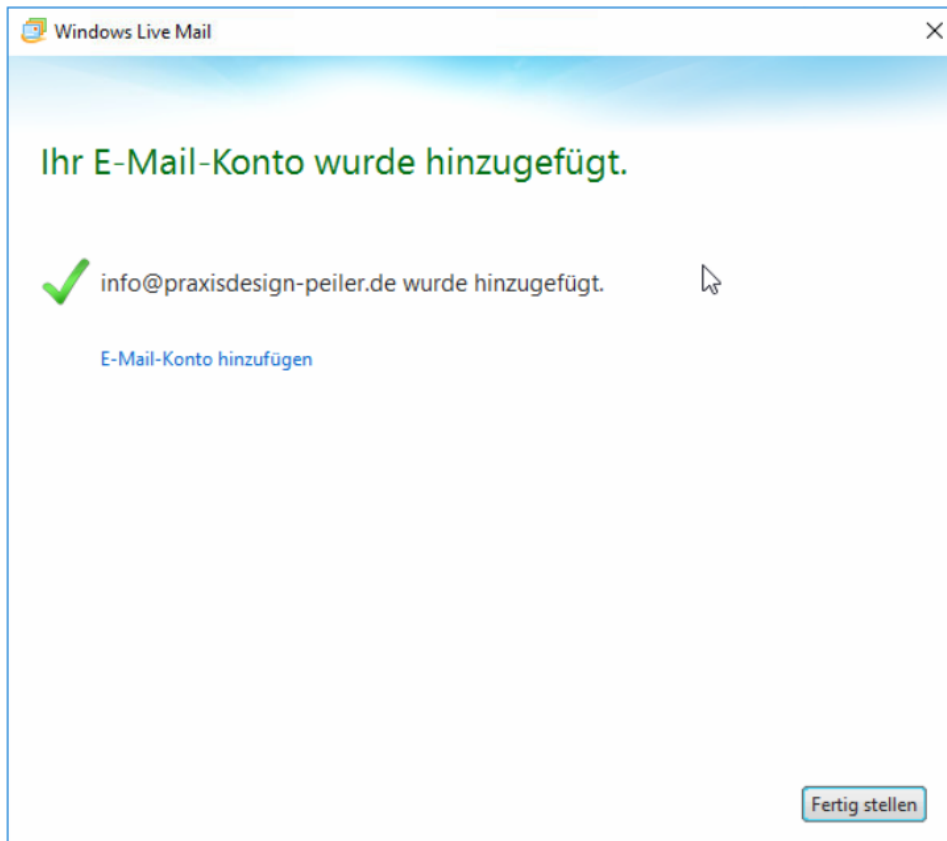 Windows Live Mail
Ihr E-Mail-Konto wurde hinzugefügt.
info@praxisdesign-peiler.de wurde hinzugefügt.
E-Mail-Konto hinzufügen
Fertig stellen